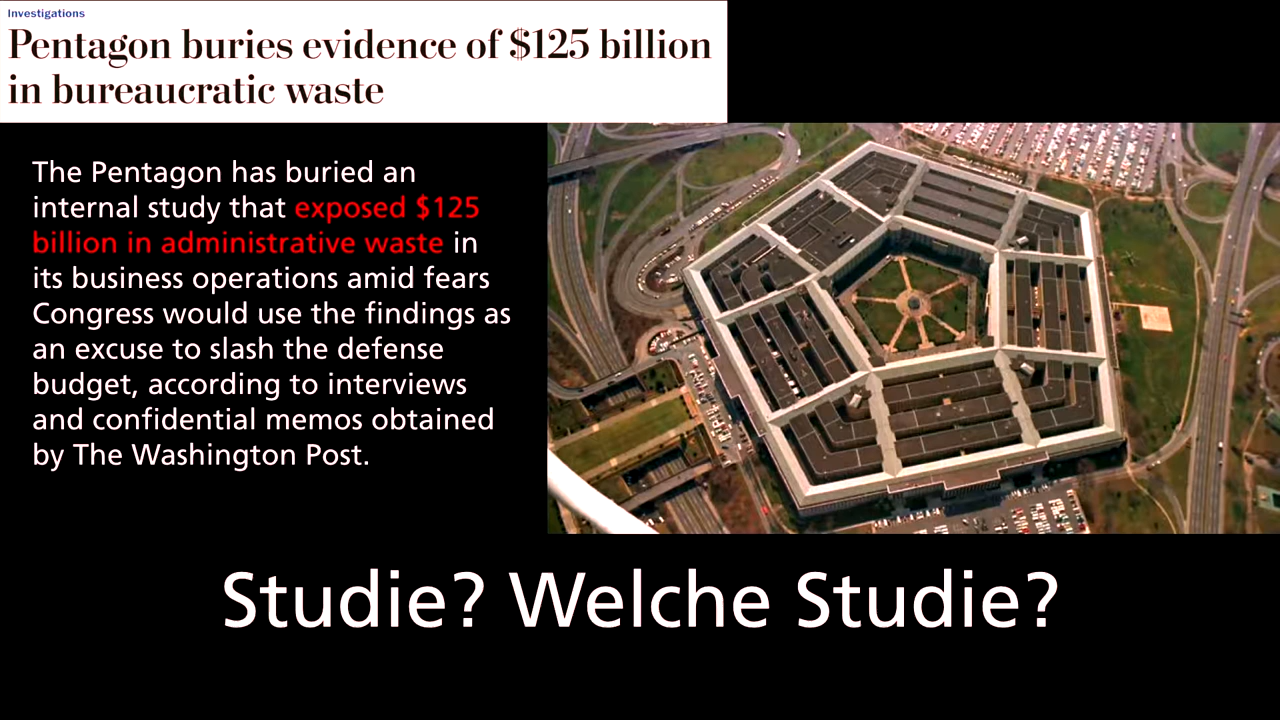 Investigations
Pentagon buries evidence of $125 billion
in bureaucratic waste
The Pentagon has buried an
internal study that exposed $125
billion in administrative waste in
its business operations amid fears
Congress would use the findings as
an excuse to slash the defense
budget, according to interviews
and confidential memos obtained
by The Washington Post.
Studie? Welche Studie?